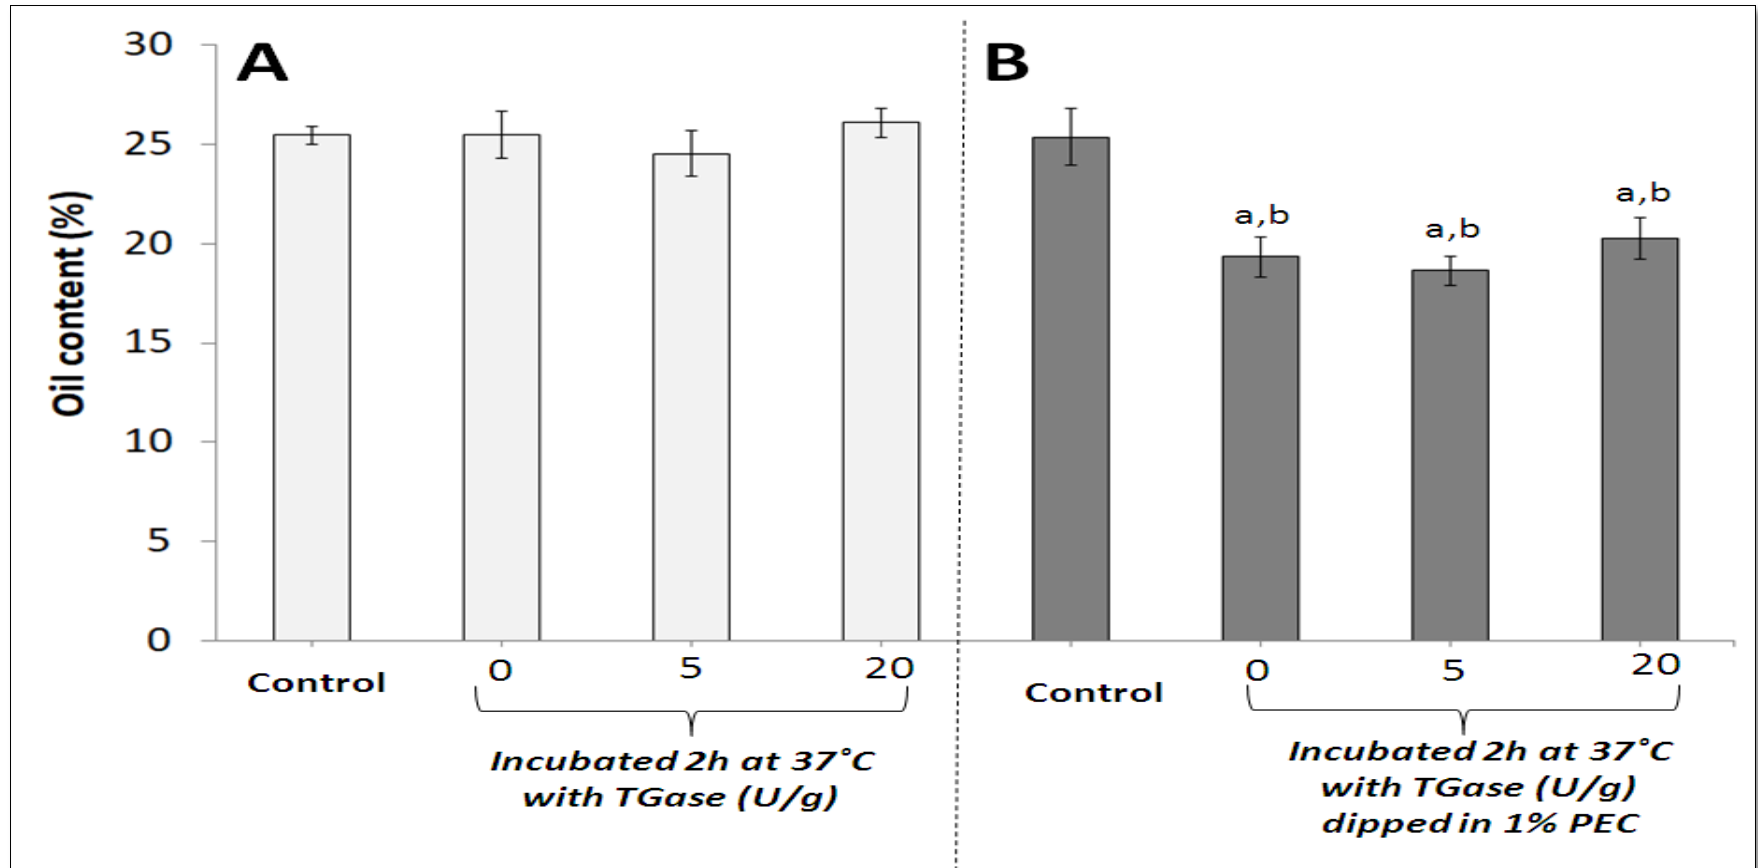 A
B
30
25
20
15
10
5
0
Oil content (%)
a,b
a,b
a,b
Control
0
5
20
Control
0
5
20
Incubated 2h at 37°C
with TGase (U/g)
Incubated 2h at 37°C
with TGase (U/g)
dipped in 1% PEC